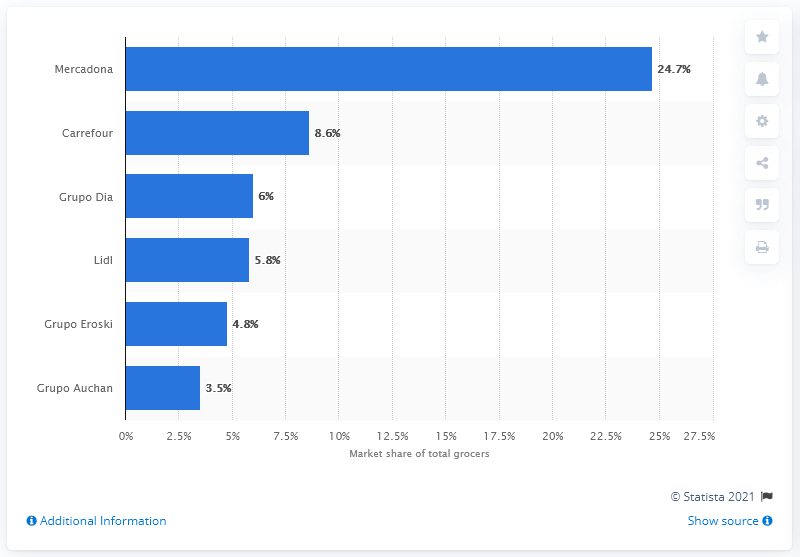 Mercadona 24.7%
Carrefour 8.6%
Grupo Dia 6%
Lidl 5.8%
Grupo Eroski 4.8%
Grupo Auchan 3.5%
0% 2.5% 5% 7.5% 10% 12.5% 15% 17.5% 20% 22.5% 25% 27.5%
Market share of total grocers
© Statista 2021
Additional Information Show source